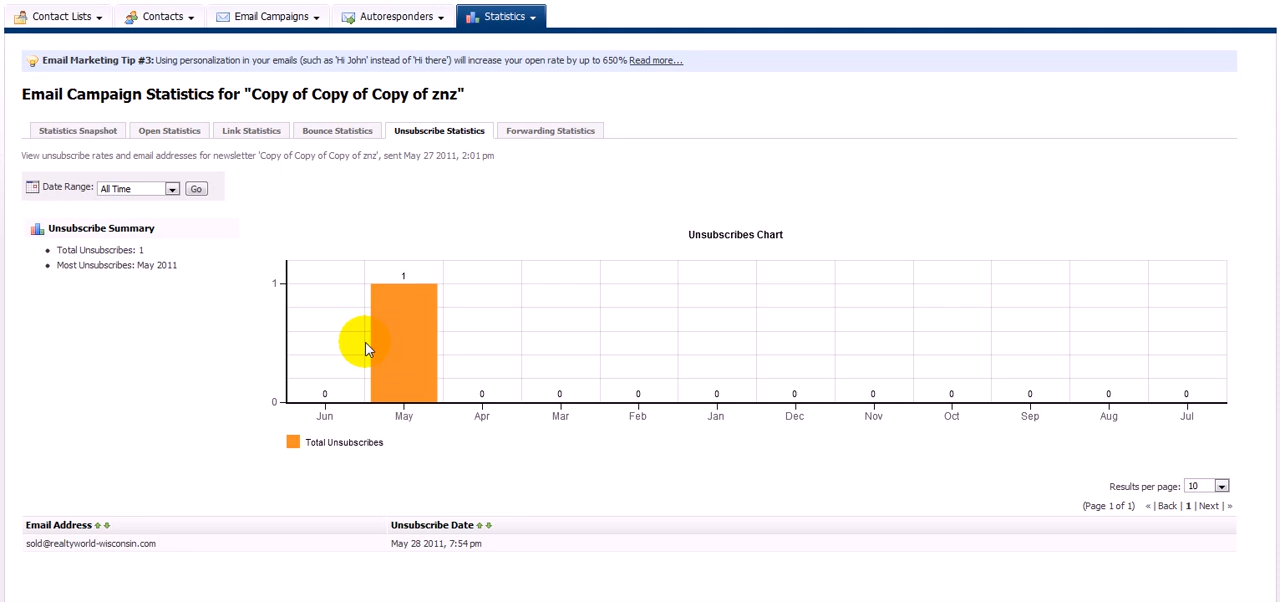 Contact Lists Contacts Email Campaigns Autoresponders Statistics
Email Marketing Tip #3: Using personalization in your emails (such as 'Hi John' instead of 'Hi there') will increase your open rate by up to 650% Read more...
Email Campaign Statistics for "Copy of Copy of Copy of znz"
Statistics Snapshot Open Statistics Link Statistics Bounce Statistics Unsubscribe Statistics Forwarding Statistics
View unsubscribe rates and email addresses for newsletter 'Copy of Copy of Copy of znz', sent May 27 2011, 2:01 pm
Date Range: All Time Go
Unsubscribe Summary
Total Unsubscribes: 1
Most Unsubscribes: May 2011
Unsubscribes Chart
1
1
0 0 0 0 0 0 0 0 0 0 0
0
Jun May Apr Mar Feb Jan Dec Nov Oct Sep Aug Jul
Total Unsubscribes
Results per page: 10
(Page 1 of 1) « | Back | 1 | Next | »
Email Address Unsubscribe Date
sold@realtyworld-wisconsin.com May 28 2011, 7:54 pm